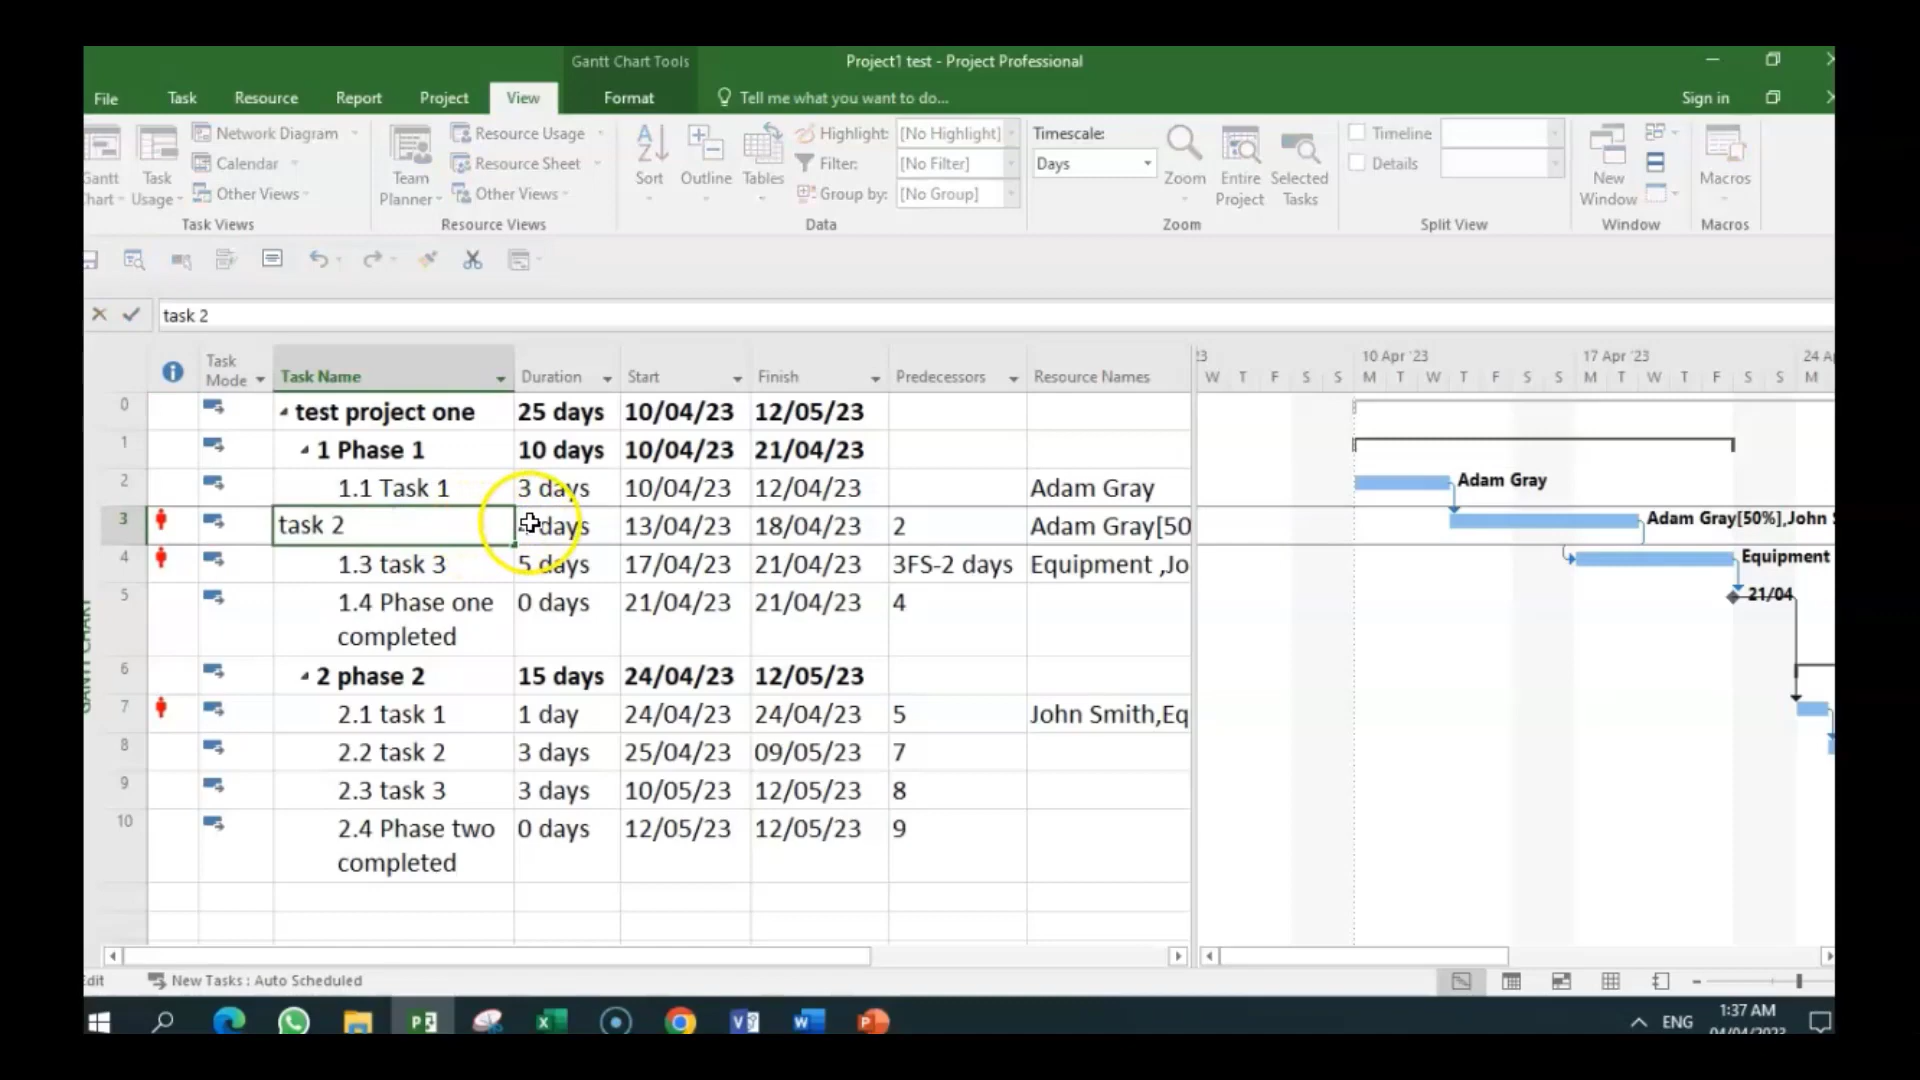 Gantt Chart Tools
Project1 test - Project Professional
File Task Resource Report Project View Format Tell me what you want to do... Sign in
Network Diagram
Calendar
Other Views
Gantt
Task Usage
Task Views
Team Planner
Resource Usage
Resource Sheet
Other Views
Resource Views
Sort Outline Tables
Highlight: [No Highlight]
Filter: [No Filter]
Group by: [No Group]
Data
Timescale:
Days
Zoom Entire Project Selected Tasks
Zoom
Timeline
Details
Split View
New Window
Window
Macros
Macros
task 2
Task Mode Task Name Duration Start Finish Predecessors Resource Names
10 Apr '23 17 Apr '23
W T F S S M T W T F S S M T W T F S S M
0 test project one 25 days 10/04/23 12/05/23
1 1 Phase 1 10 days 10/04/23 21/04/23
2 1.1 Task 1 3 days 10/04/23 12/04/23 Adam Gray
3 task 2 days 13/04/23 18/04/23 2 Adam Gray[50
4 1.3 task 3 5 days 17/04/23 21/04/23 3FS-2 days Equipment ,Jo
5 1.4 Phase one completed 0 days 21/04/23 21/04/23 4
6 2 phase 2 15 days 24/04/23 12/05/23
7 2.1 task 1 1 day 24/04/23 24/04/23 5 John Smith,Eq
8 2.2 task 2 3 days 25/04/23 09/05/23 7
9 2.3 task 3 3 days 10/05/23 12/05/23 8
10 2.4 Phase two completed 0 days 12/05/23 12/05/23 9
Adam Gray
Adam Gray[50%],John
Equipment
21/04
New Tasks : Auto Scheduled
ENG
1:37 AM